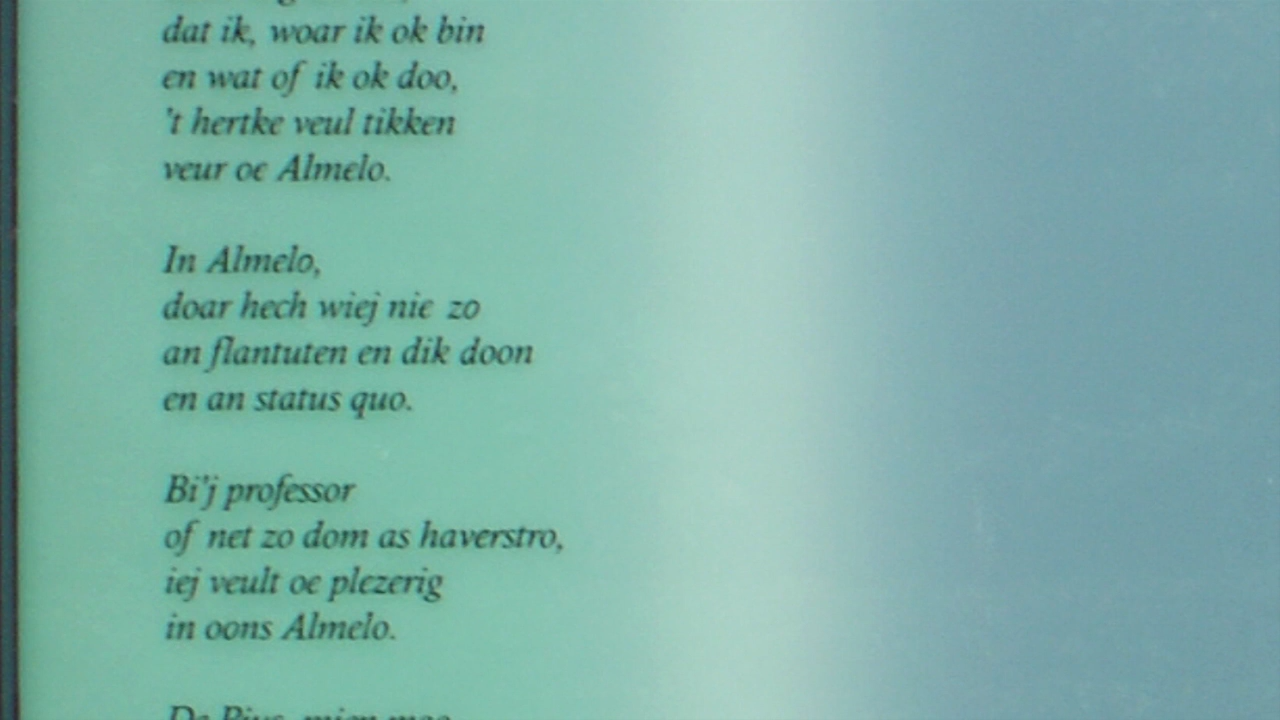 dat ik, woar ik ok bin
en wat of ik ok doo,
't hertke veul tikken
veur oe Almelo.
In Almelo,
doar hech wiej nie zo
an flantuten en dik doon
en an status quo.
Bi'j professor
of net zo dom as haverstro,
iej veult oe plezerig
in oons Almelo.